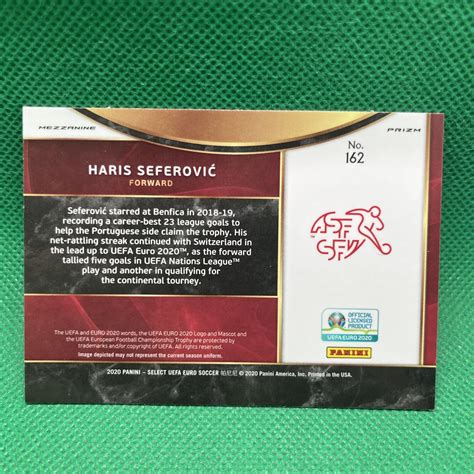 MEZZANINE
PRIZM
No.
162
HARIS SEFEROVIĆ
FORWARD
Seferović starred at Benfica in 2018-19,
recording a career-best 23 league goals to
help the Portuguese side claim the trophy. His
net-rattling streak continued with Switzerland in
the lead up to UEFA Euro 2020™, as the forward
tallied five goals in UEFA Nations League™
play and another in qualifying for
the continental tourney.
ASF
SFV
The UEFA and EURO 2020 words, the UEFA EURO 2020 Logo and Mascot and
the UEFA European Football Championship Trophy are protected by
trademarks and/or copyright of UEFA. All rights reserved.
Image depicted may not represent the current season uniform.
OFFICIAL
LICENSED
PRODUCT
UEFA EURO 2020
PANINI
2020 PANINI – SELECT UEFA EURO SOCCER 帕尼尼 © 2020 Panini America, Inc. Printed in the USA.